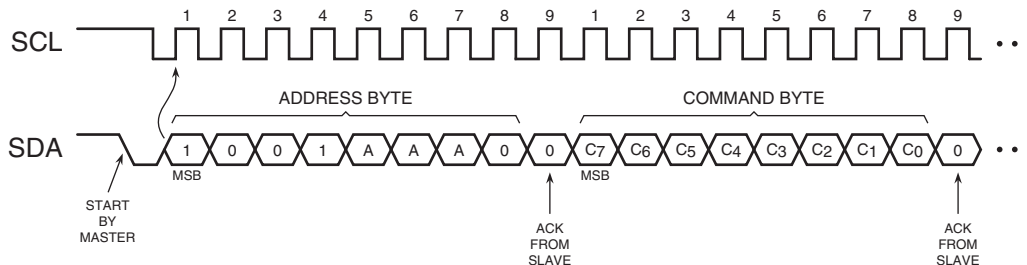 1 2 3 4 5 6 7 8 9 1 2 3 4 5 6 7 8 9
SCL
ADDRESS BYTE COMMAND BYTE
SDA 1 0 0 1 A A A 0 0 C7 C6 C5 C4 C3 C2 C1 C0 0
MSB MSB
START
BY
MASTER
ACK
FROM
SLAVE
ACK
FROM
SLAVE